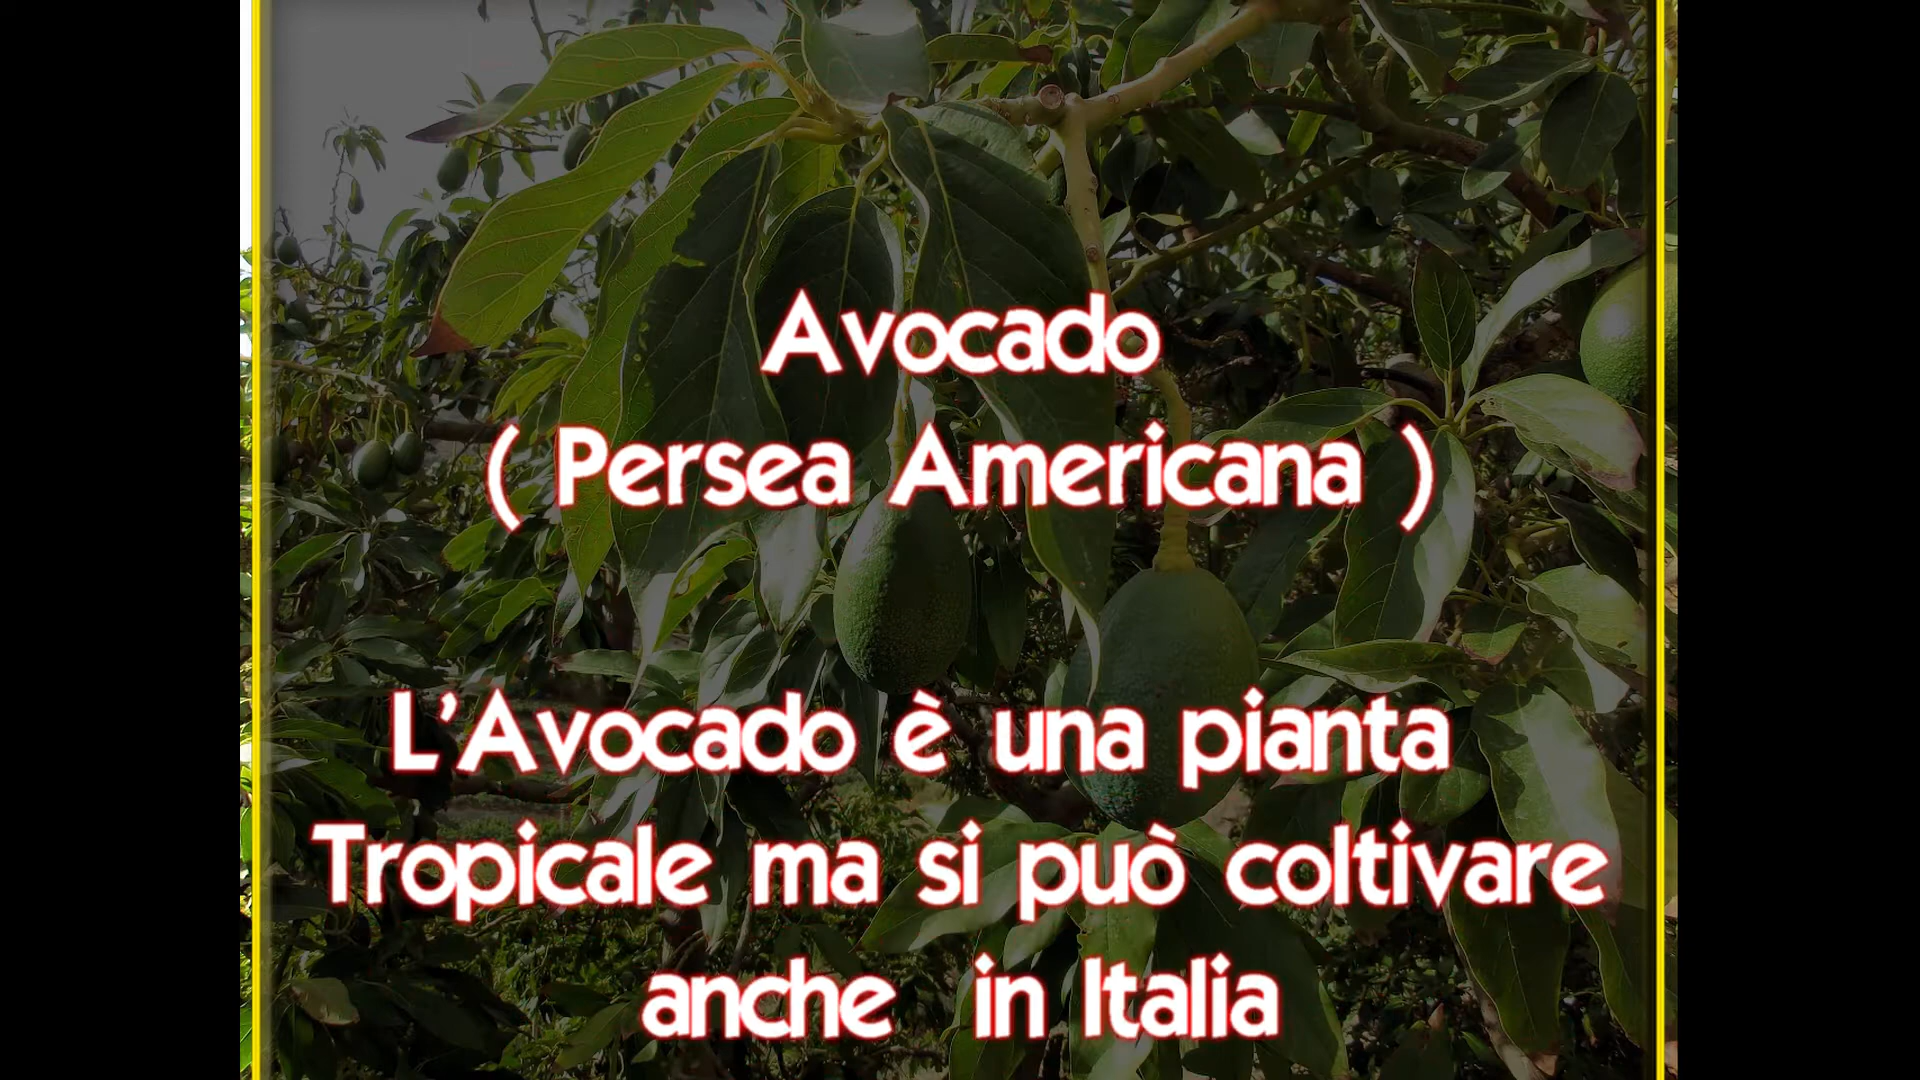 Avocado
( Persea Americana )
L'Avocado è una pianta
Tropicale ma si può coltivare
anche in Italia